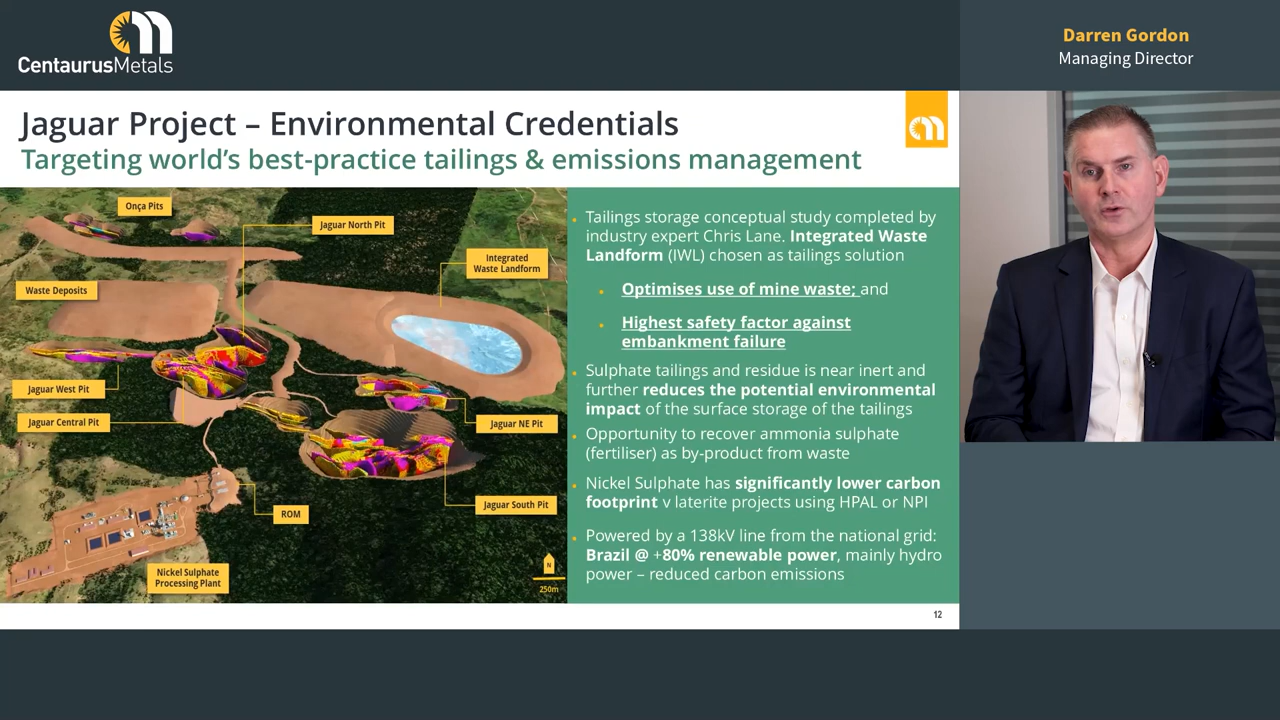 CentaurusMetals
Darren Gordon
Managing Director
Jaguar Project – Environmental Credentials
Targeting world's best-practice tailings & emissions management
Onça Pits
Jaguar North Pit
Integrated
Waste Landform
Waste Deposits
Jaguar West Pit
Jaguar Central Pit
Jaguar NE Pit
Jaguar South Pit
ROM
Nickel Sulphate
Processing Plant
N
250m
Tailings storage conceptual study completed by
industry expert Chris Lane. Integrated Waste
Landform (IWL) chosen as tailings solution
Optimises use of mine waste; and
Highest safety factor against
embankment failure
Sulphate tailings and residue is near inert and
further reduces the potential environmental
impact of the surface storage of the tailings
Opportunity to recover ammonia sulphate
(fertiliser) as by-product from waste
Nickel Sulphate has significantly lower carbon
footprint v laterite projects using HPAL or NPI
Powered by a 138kV line from the national grid:
Brazil @ +80% renewable power, mainly hydro
power – reduced carbon emissions
12